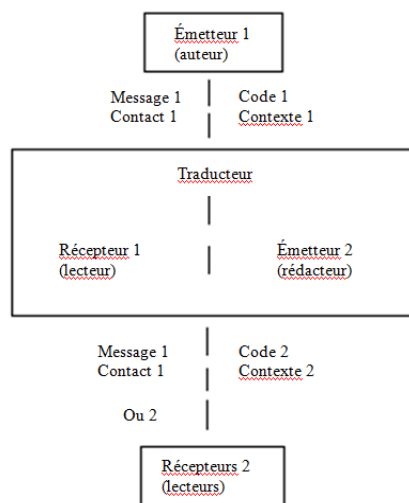 Émetteur 1
(auteur)
Message 1 Code 1
Contact 1 Contexte 1
Traducteur
Récepteur 1 Émetteur 2
(lecteur) (rédacteur)
Message 1 Code 2
Contact 1 Contexte 2
Ou 2
Récepteurs 2
(lecteurs)